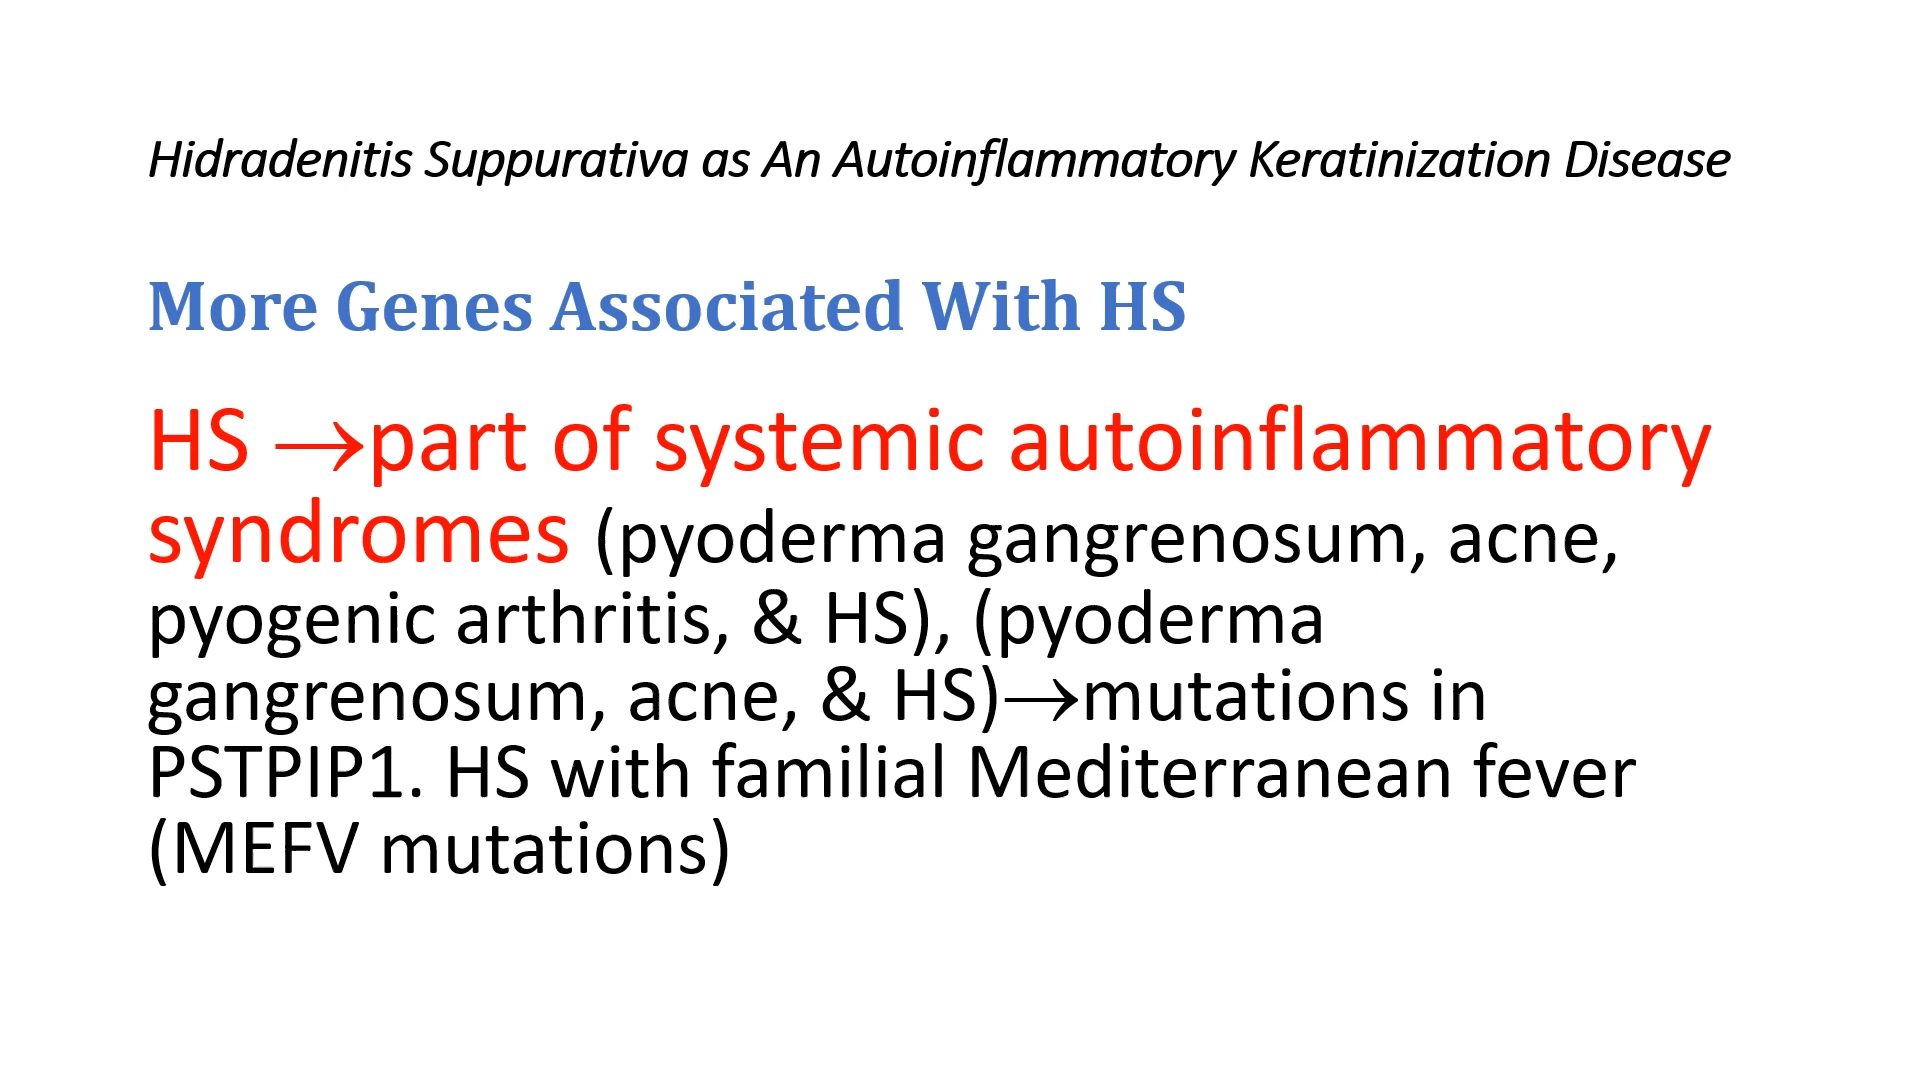 Hidradenitis Suppurativa as An Autoinflammatory Keratinization Disease
More Genes Associated With HS
HS →part of systemic autoinflammatory
syndromes (pyoderma gangrenosum, acne,
pyogenic arthritis, & HS), (pyoderma
gangrenosum, acne, & HS)→mutations in
PSTPIP1. HS with familial Mediterranean fever
(MEFV mutations)